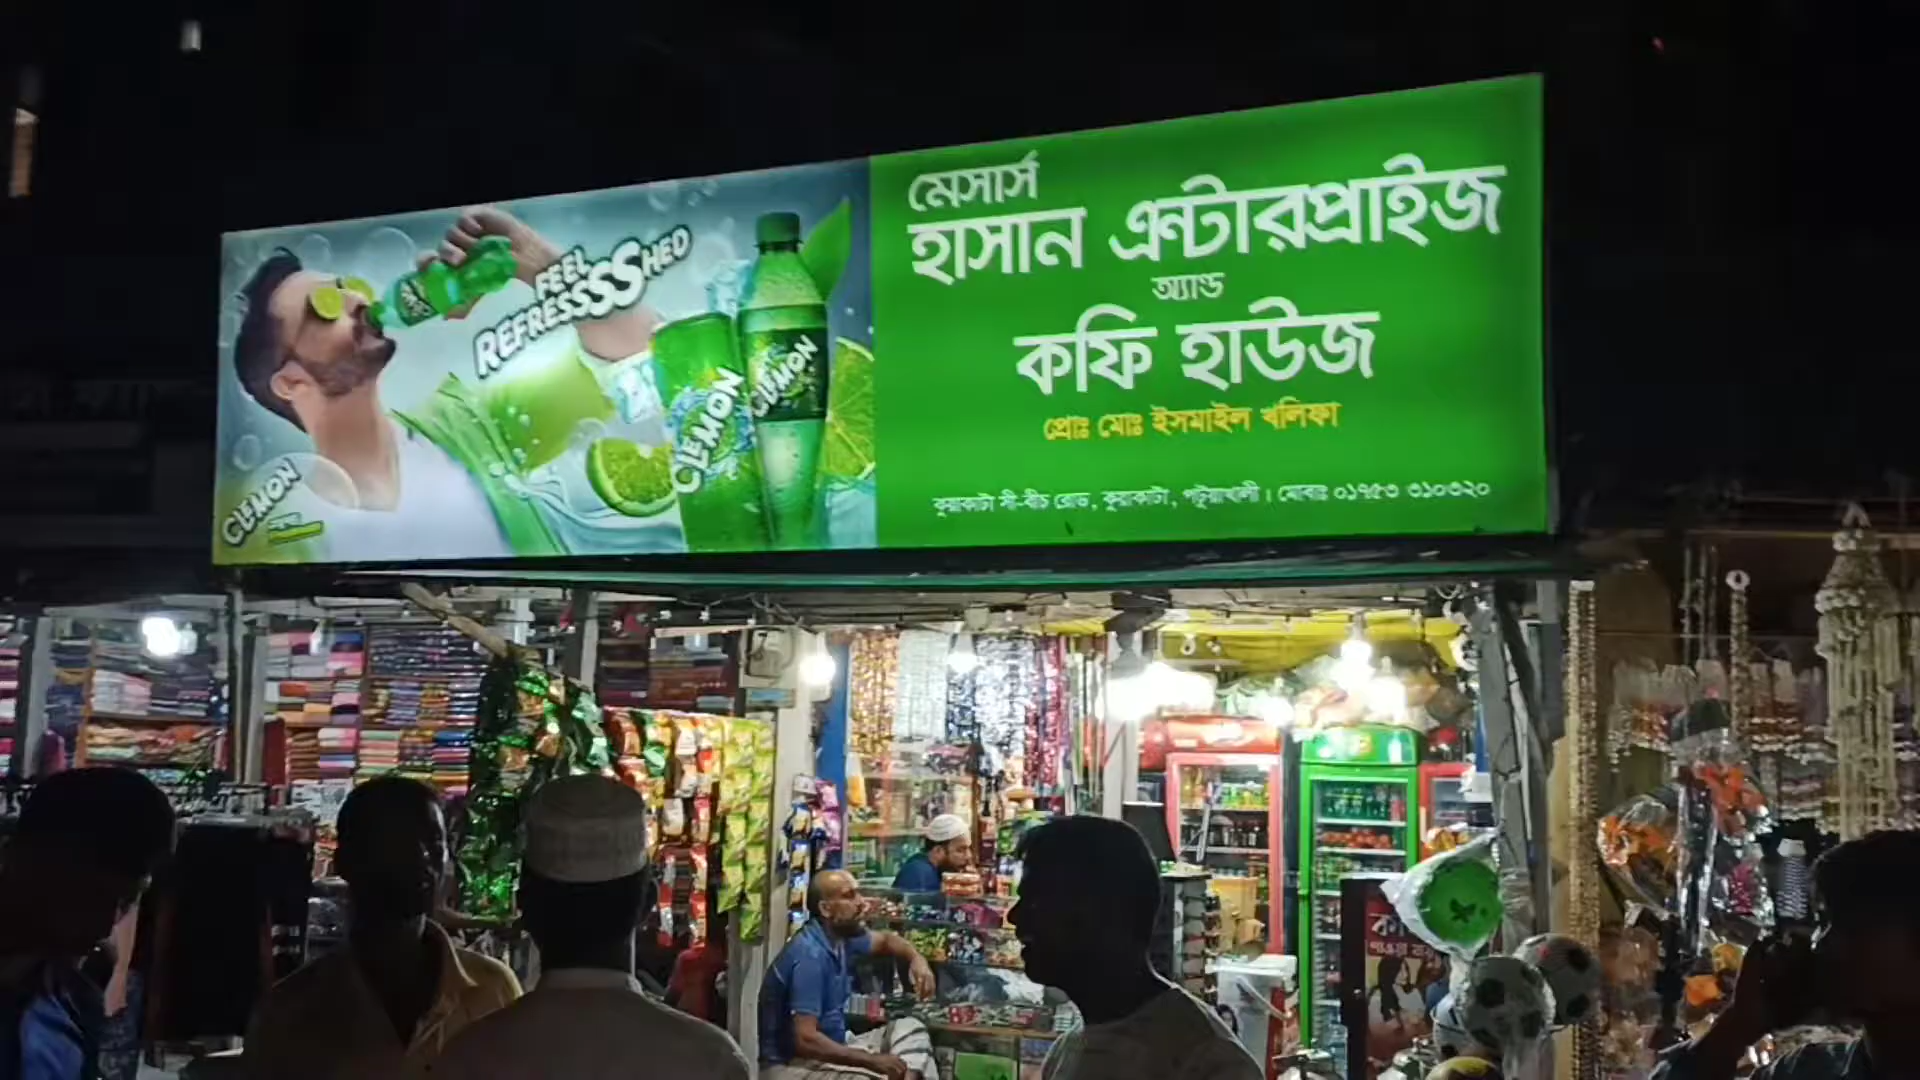 FEEL
REFRESSSSSHED
CLEMON
CLEMON
CLEMON
মেসার্স
হাসান এন্টারপ্রাইজ
অ্যান্ড
কফি হাউজ
প্রোঃ মোঃ ইসমাইল খলিফা
কুয়াকাটা সী-বীচ রোড, কুয়াকাটা, পটুয়াখালী। মোবাঃ ০১৭৫৩ ৩১০৩২০